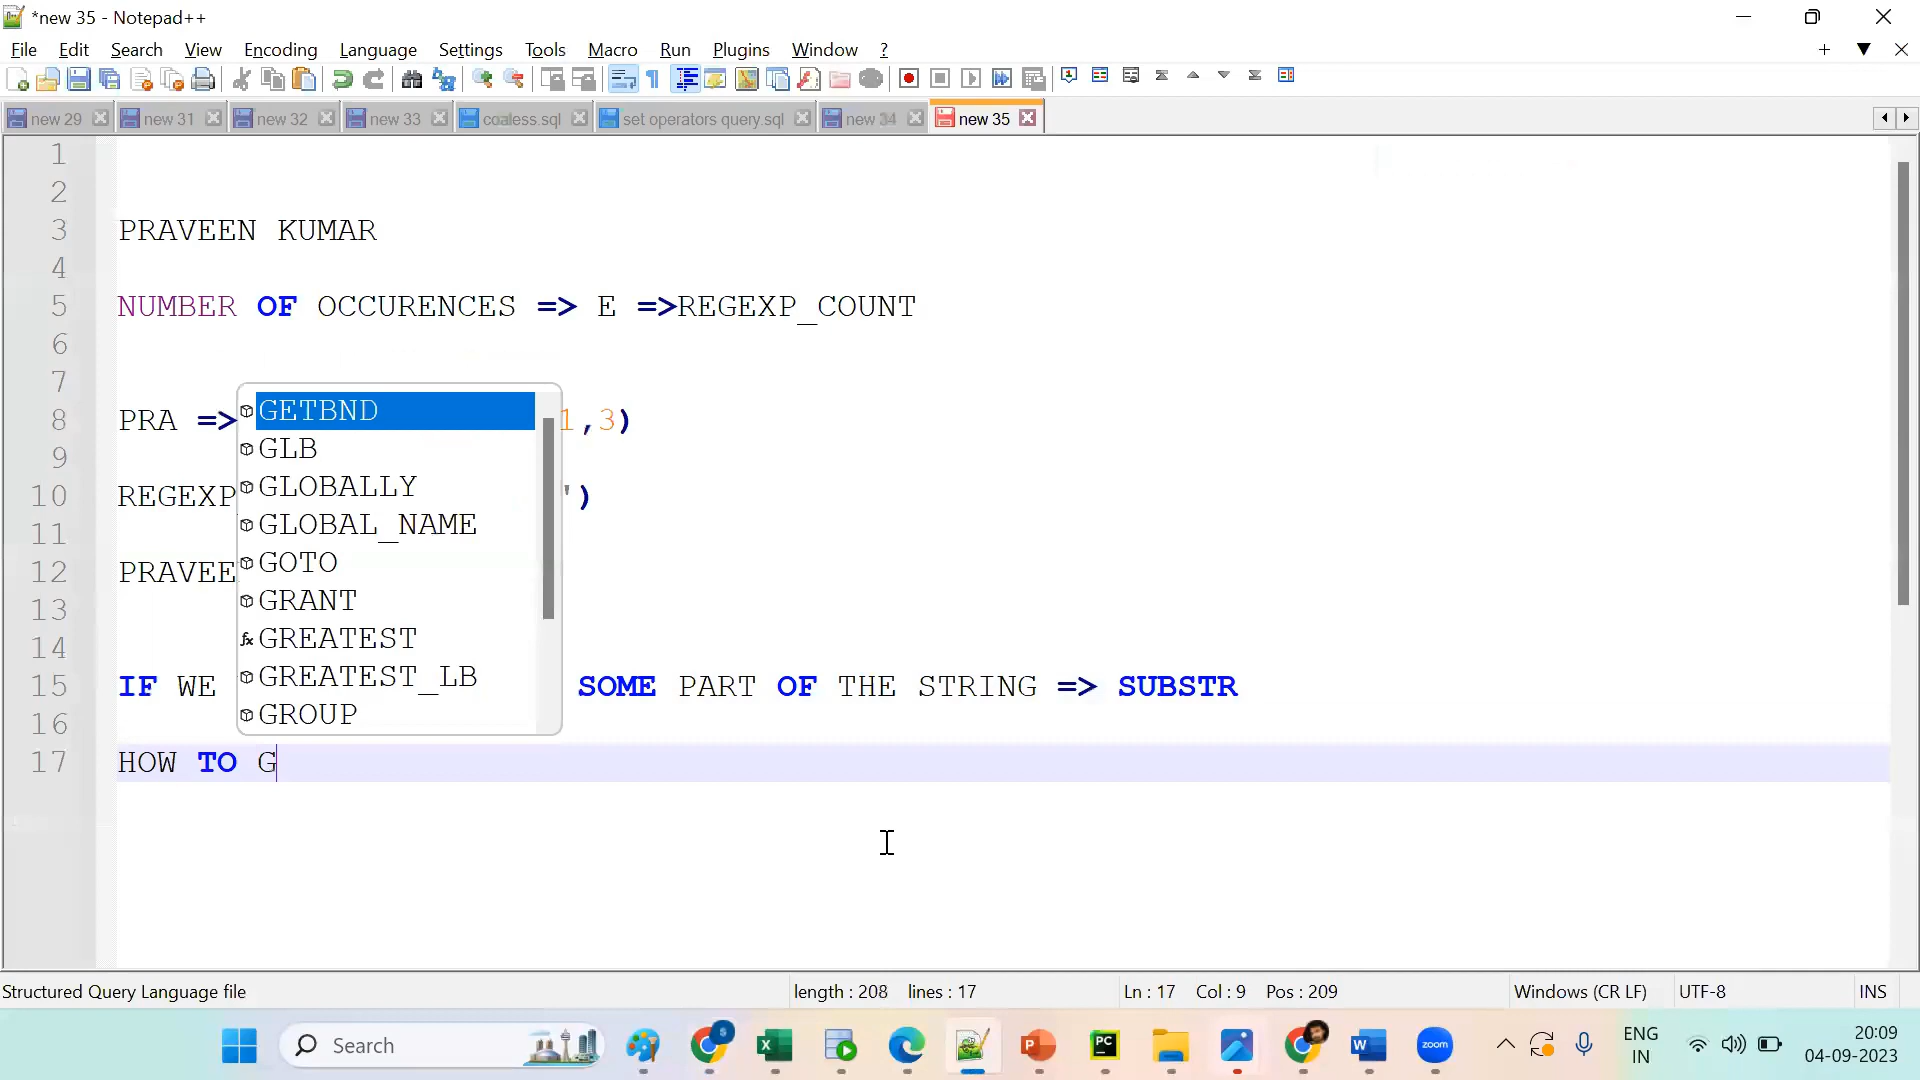 *new 35 - Notepad++
File Edit Search View Encoding Language Settings Tools Macro Run Plugins Window ?
new 29 new 31 new 32 new 33 coaless.sql set operators query.sql new 34 new 35
1
2
3 PRAVEEN KUMAR
4
5 NUMBER OF OCCURENCES => E =>REGEXP_COUNT
6
7
8 PRA => 1,3)
9
10 REGEXP ')
11
12 PRAVEE
13
14
15 IF WE SOME PART OF THE STRING => SUBSTR
16
17 HOW TO G
GETBND
GLB
GLOBALLY
GLOBAL_NAME
GOTO
GRANT
GREATEST
GREATEST_LB
GROUP
Structured Query Language file length : 208 lines : 17 Ln : 17 Col : 9 Pos : 209 Windows (CR LF) UTF-8 INS
Search
zoom
ENG
IN
20:09
04-09-2023